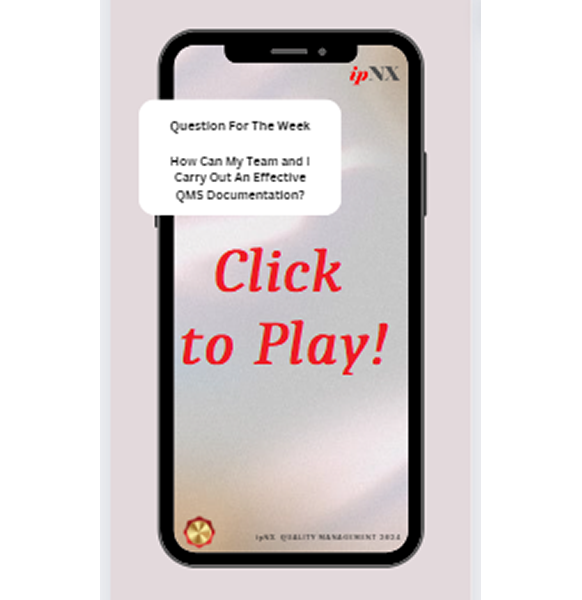 ipNX
Question For The Week
How Can My Team and I
Carry Out An Effective
QMS Documentation?
Click
to Play!
ipNX QUALITY MANAGEMENT 2024